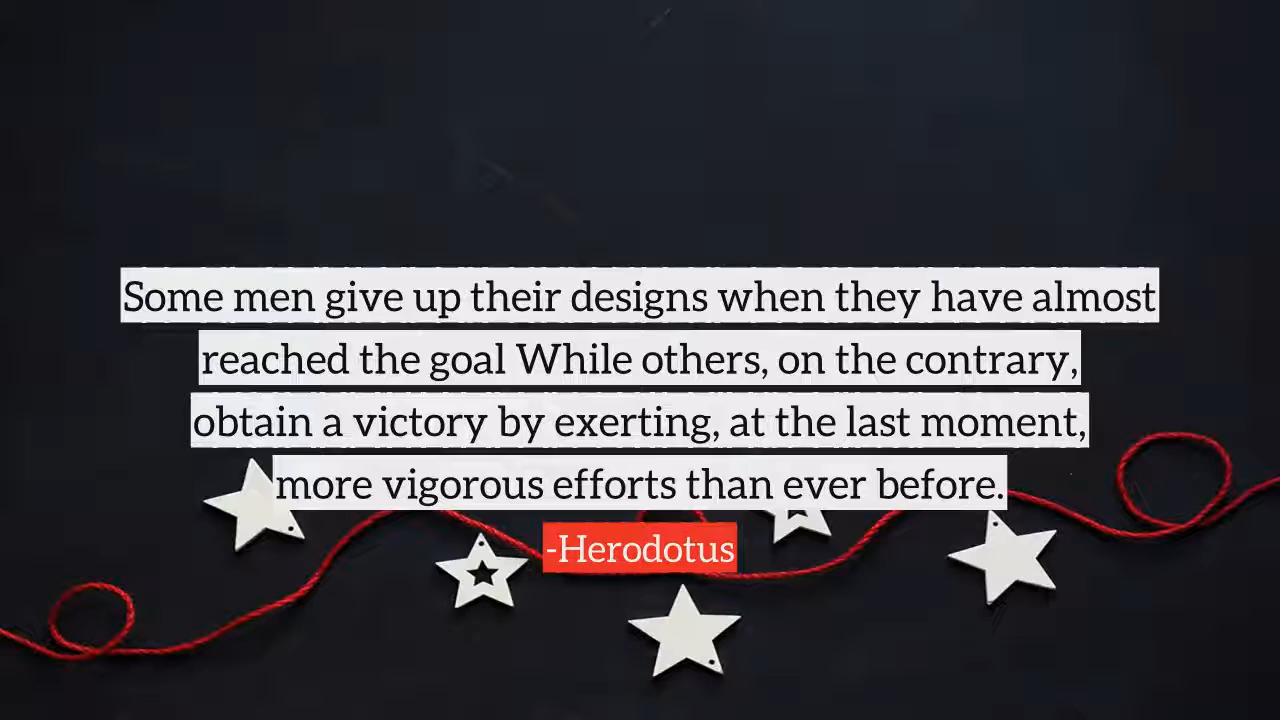 Some men give up their designs when they have almost
reached the goal While others, on the contrary,
obtain a victory by exerting, at the last moment,
more vigorous efforts than ever before.
-Herodotus